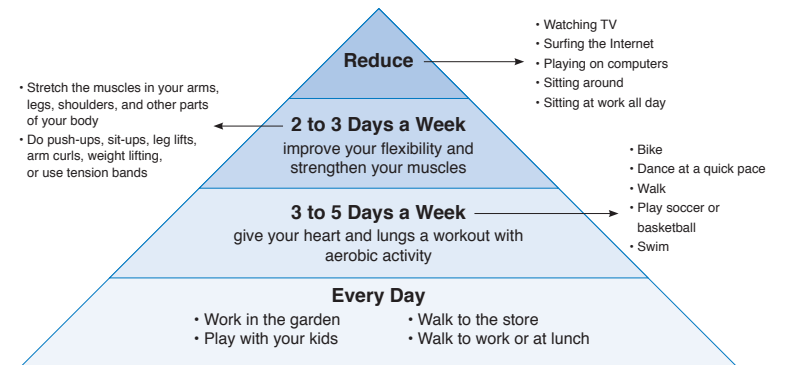 Reduce
• Watching TV
• Surfing the Internet
• Playing on computers
• Sitting around
• Sitting at work all day
2 to 3 Days a Week
improve your flexibility and
strengthen your muscles
• Stretch the muscles in your arms,
legs, shoulders, and other parts
of your body
• Do push-ups, sit-ups, leg lifts,
arm curls, weight lifting,
or use tension bands
3 to 5 Days a Week
give your heart and lungs a workout with
aerobic activity
• Bike
• Dance at a quick pace
• Walk
• Play soccer or
basketball
• Swim
Every Day
• Work in the garden
• Play with your kids
• Walk to the store
• Walk to work or at lunch